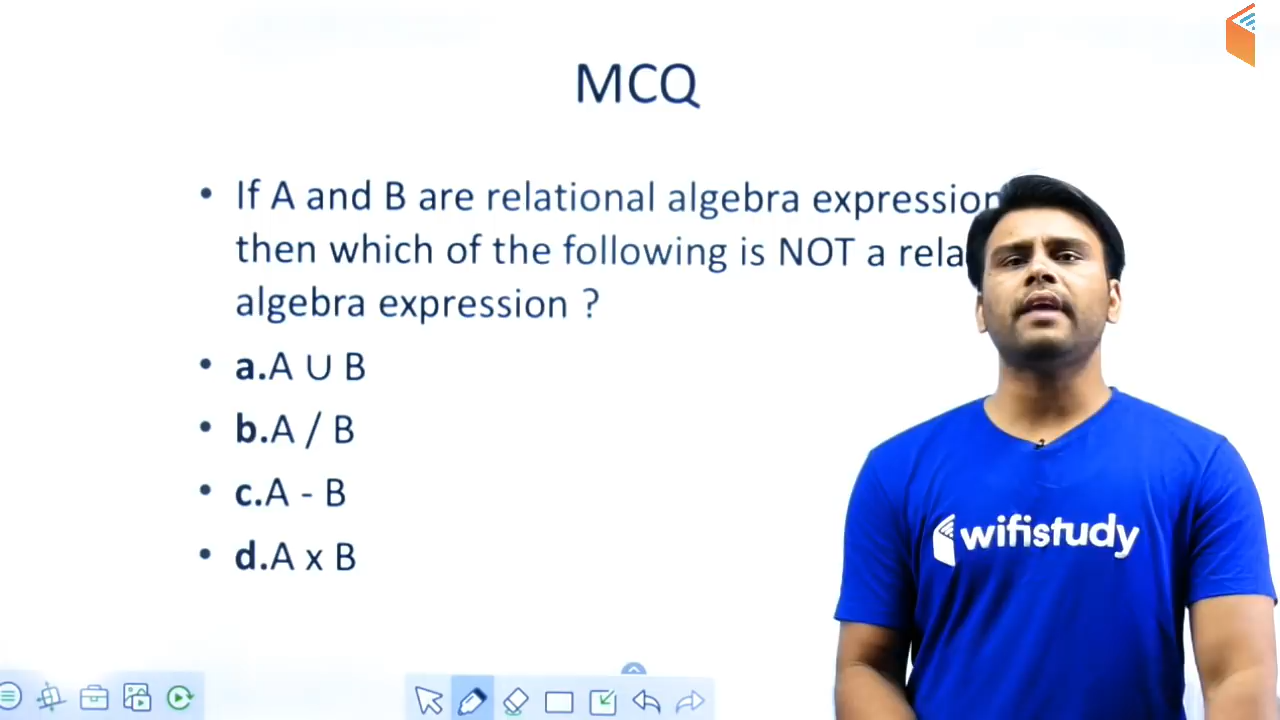 MCQ
• If A and B are relational algebra expression
then which of the following is NOT a rela
algebra expression ?
• a.A ∪ B
• b.A / B
• c.A - B
• d.A x B
wifistudy